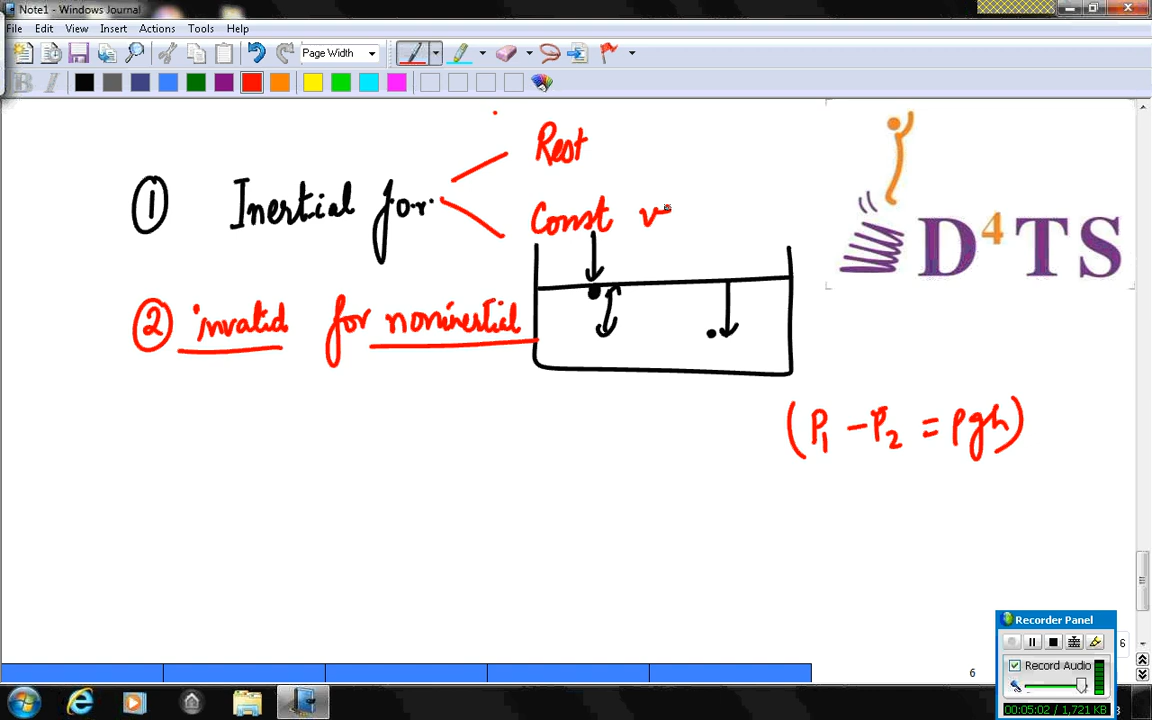 Note1 - Windows Journal
File Edit View Insert Actions Tools Help
Page Width
B I
Rest
① Inertial for
Const v
D4TS
② invalid for noninertial
(P1 - P2 = ρgh)
Recorder Panel
6
Record Audio
6
00:05:02 / 1,721 KB